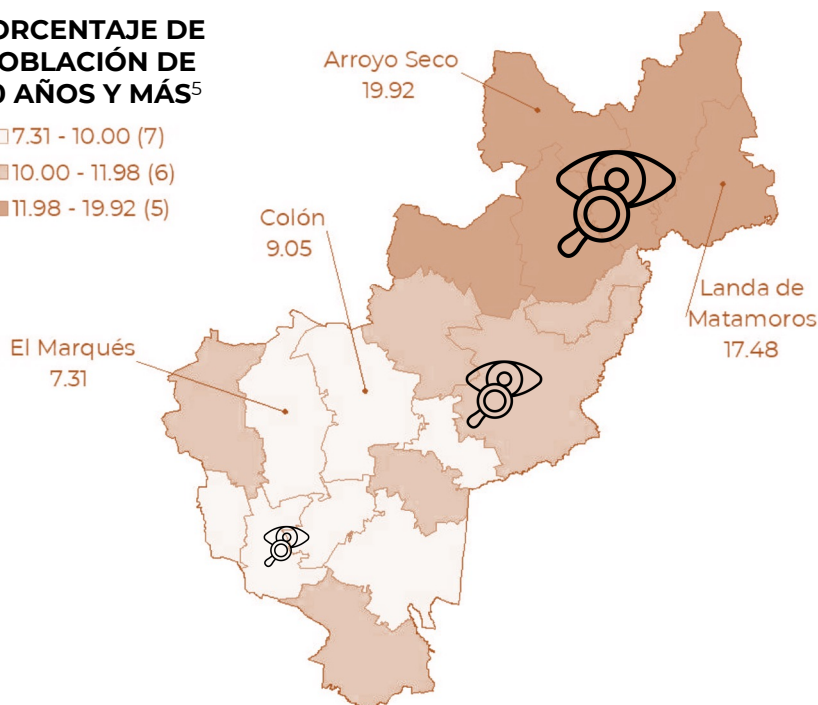 ORCENTAJE DE
OBLACIÓN DE
0 AÑOS Y MÁS⁵
7.31 - 10.00 (7)
10.00 - 11.98 (6)
11.98 - 19.92 (5)
Arroyo Seco
19.92
Colón
9.05
Landa de
Matamoros
17.48
El Marqués
7.31